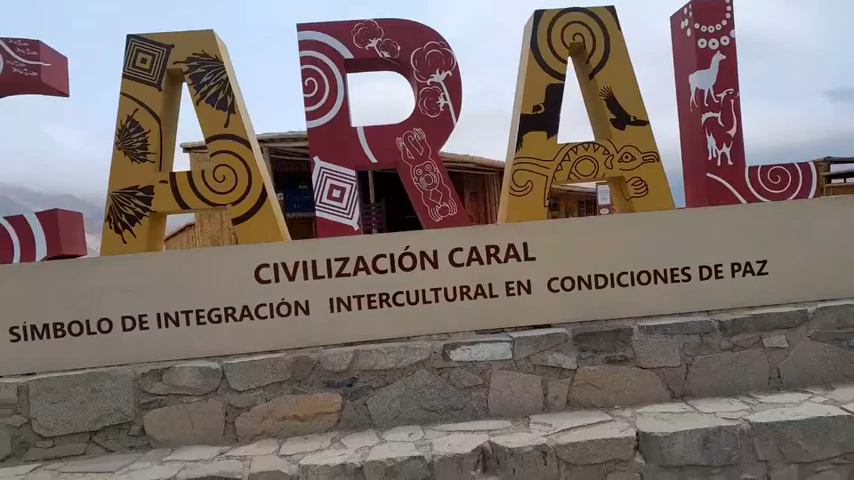 CARAL
CIVILIZACIÓN CARAL
SÍMBOLO DE INTEGRACIÓN INTERCULTURAL EN CONDICIONES DE PAZ